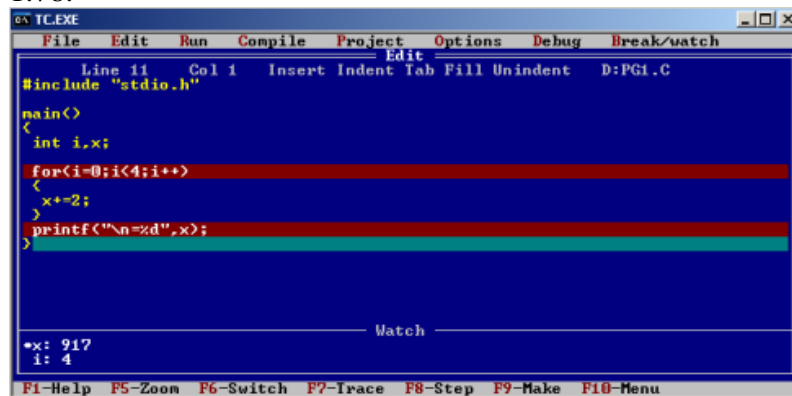 TC.EXE
File Edit Run Compile Project Options Debug Break/watch
Edit
Line 11 Col 1 Insert Indent Tab Fill Unindent D:PG1.C
#include "stdio.h"
main()
{
int i,x;
for(i=0;i<4;i++)
{
x+=2;
}
printf("\n=%d",x);
}
Watch
•x: 917
i: 4
F1-Help F5-Zoom F6-Switch F7-Trace F8-Step F9-Make F10-Menu